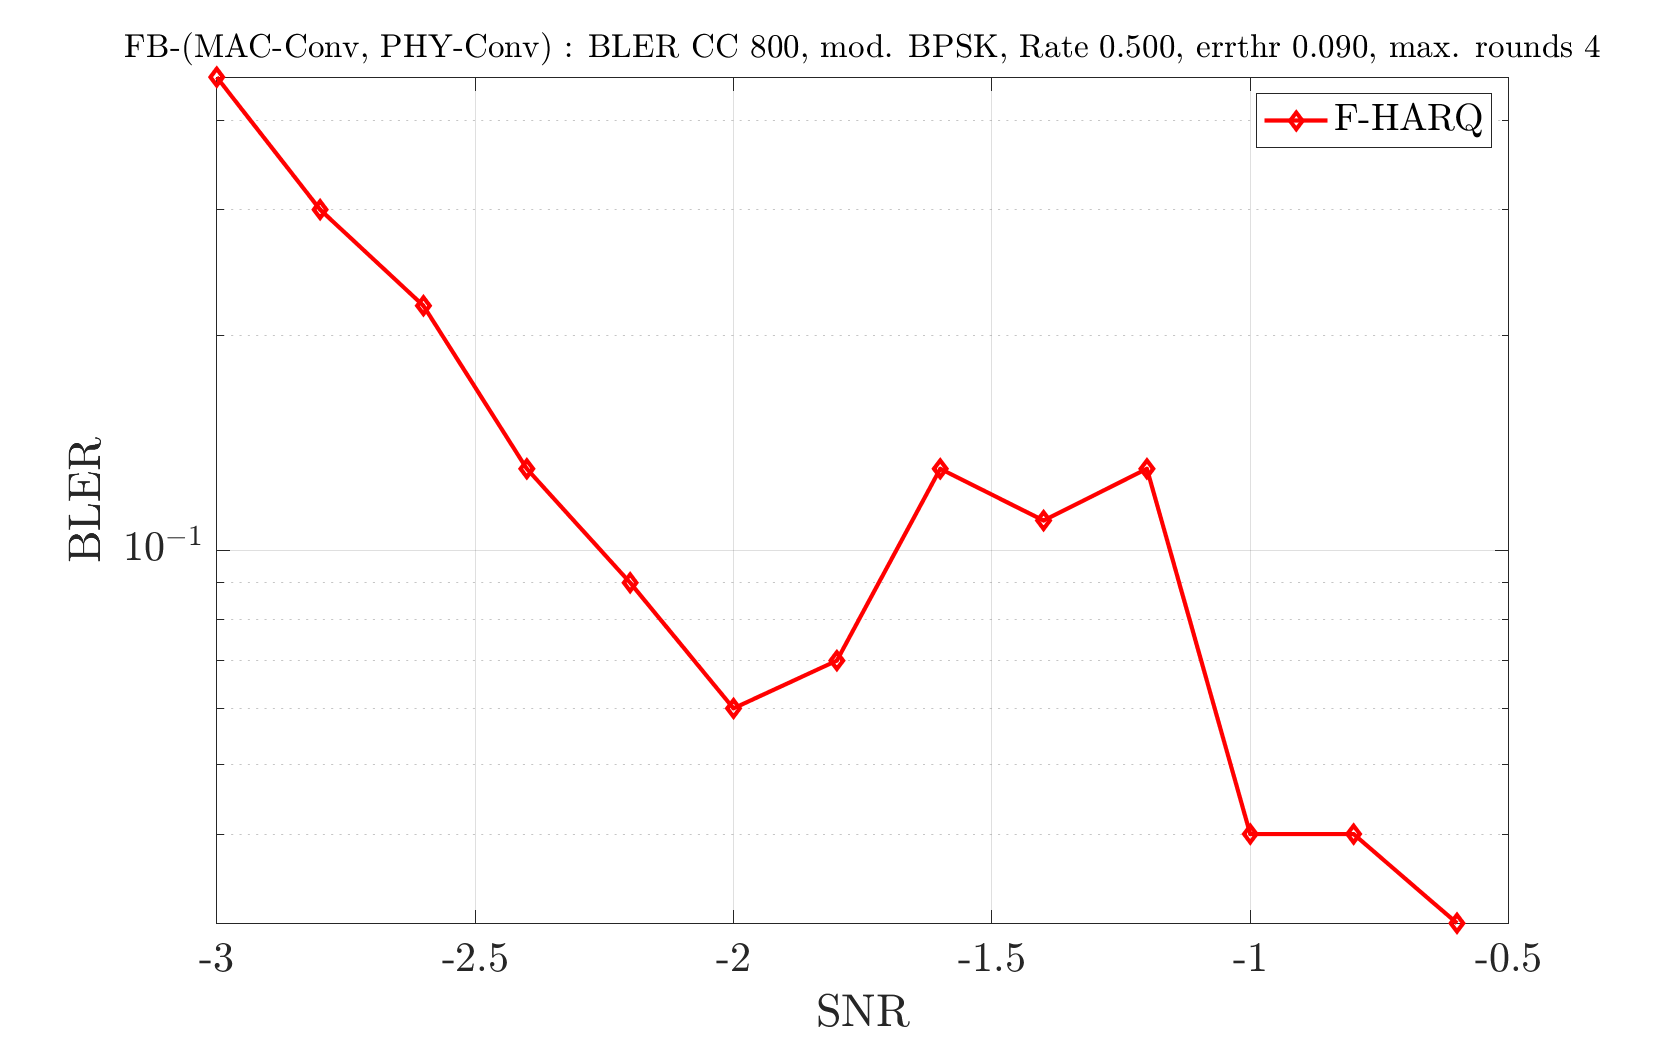 FB-(MAC-Conv, PHY-Conv) : BLER CC 800, mod. BPSK, Rate 0.500, errthr 0.090, max. rounds 4
F-HARQ
BLER
10⁻¹
-3 -2.5 -2 -1.5 -1 -0.5
SNR